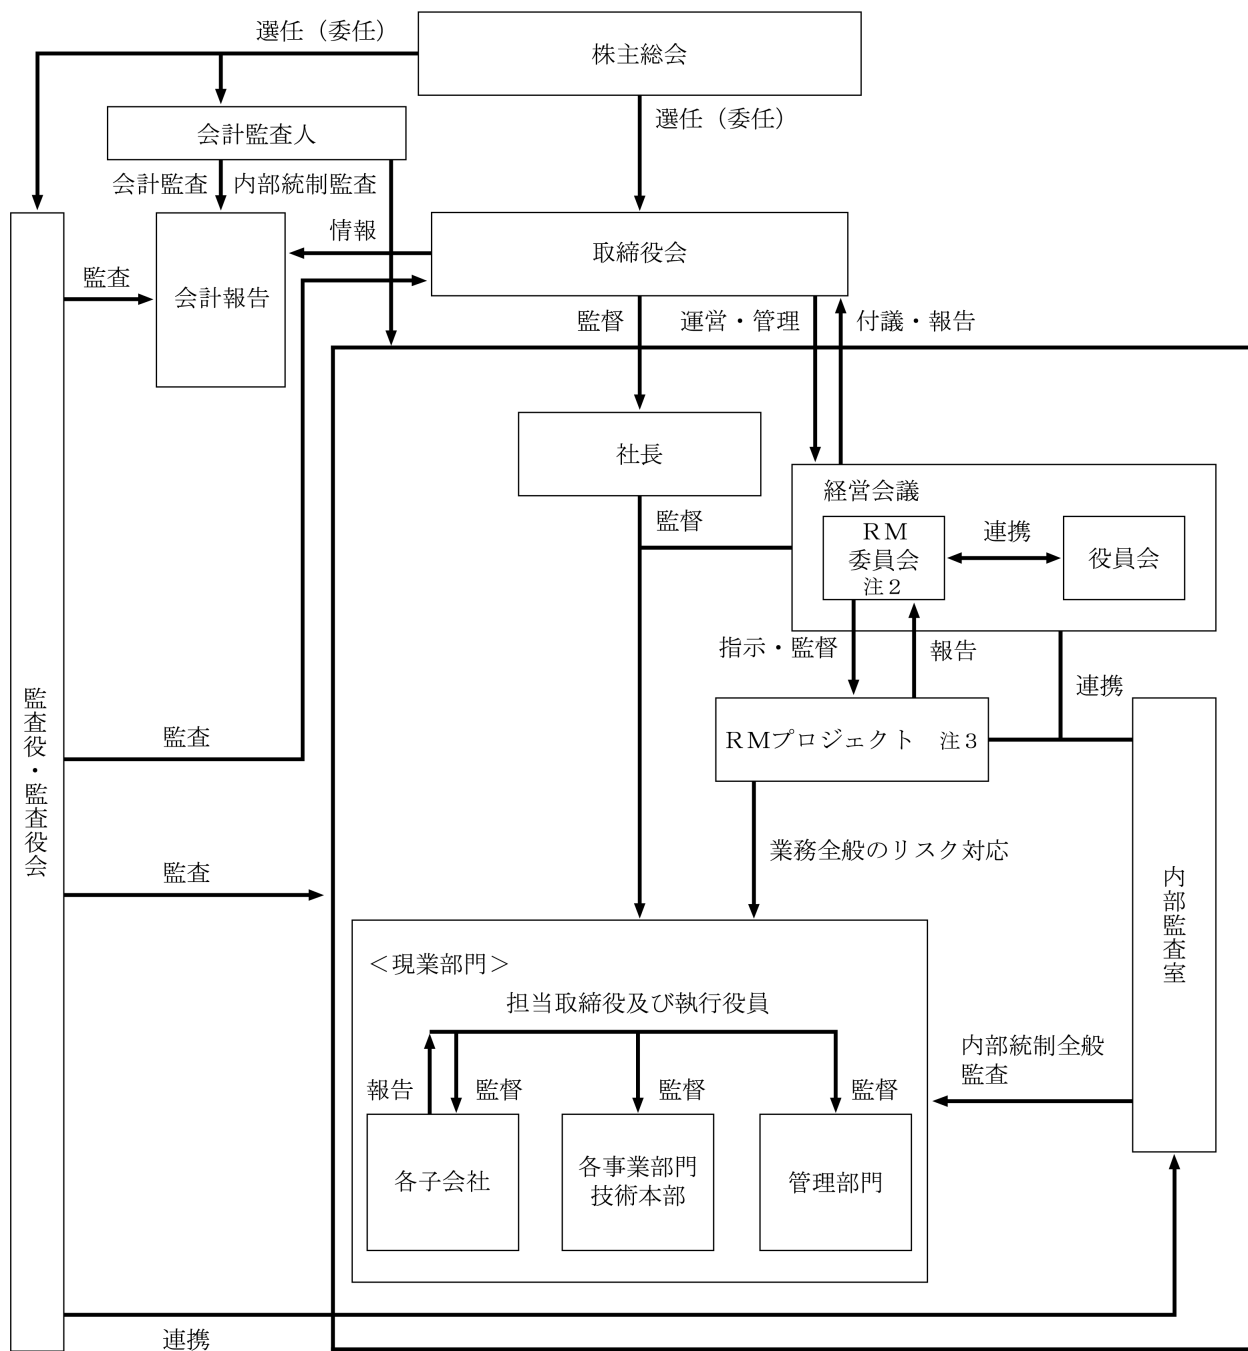 選任（委任）
株主総会
選任（委任）
会計監査人
会計監査
内部統制監査
情報
取締役会
監査
会計報告
監督
運営・管理
付議・報告
社長
経営会議
監督
ＲＭ
委員会
注２
連携
役員会
指示・監督
報告
連携
監査役・監査役会
監査
ＲＭプロジェクト　注３
業務全般のリスク対応
監査
内部監査室
＜現業部門＞
担当取締役及び執行役員
報告
監督
監督
監督
内部統制全般
監査
各子会社
各事業部門
技術本部
管理部門
連携